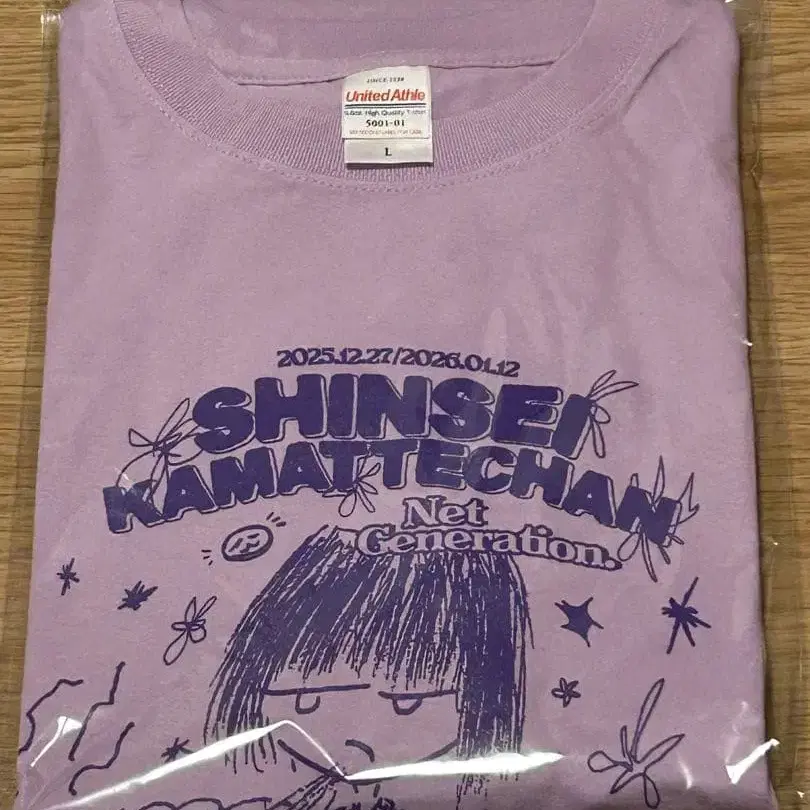 SINCE 1138
United Athle
5.6oz. High Quality T-shirt
5001-01
L
2025.12.27/2026.01.12
SHINSEI
KAMATTECHAN
Net
Generation.